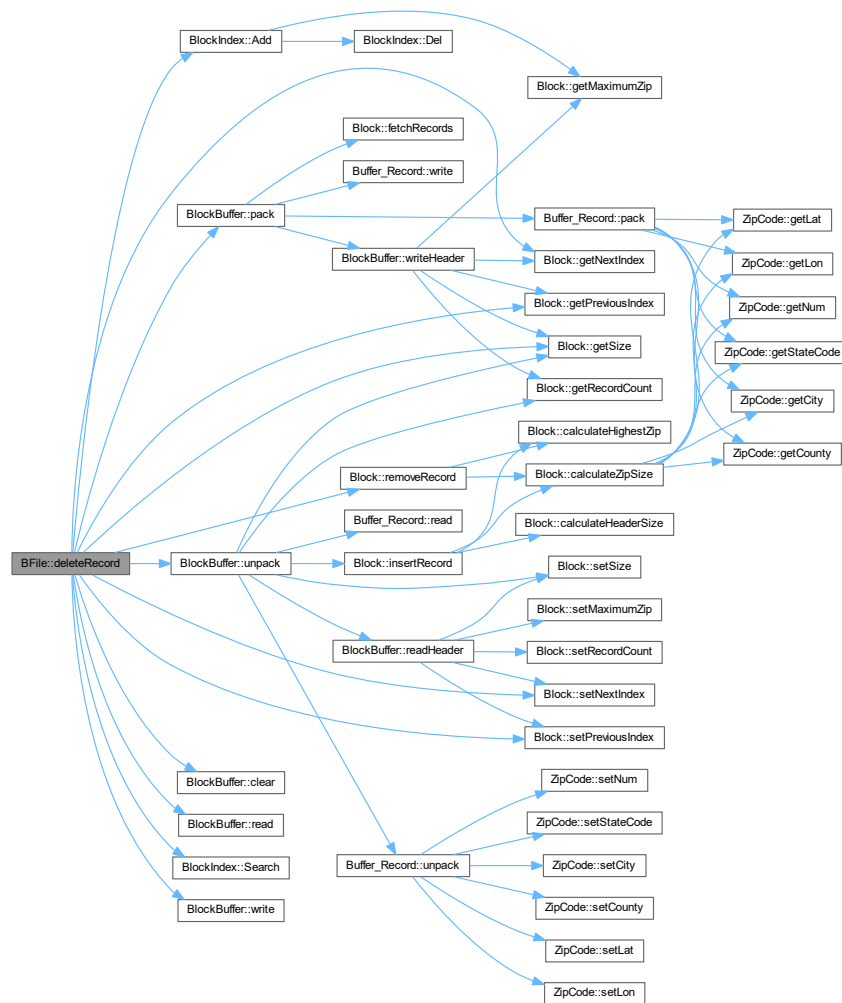 BlockIndex::Add
BlockIndex::Del
Block::getMaximumZip
Block::fetchRecords
Buffer_Record::write
BlockBuffer::pack
Buffer_Record::pack
ZipCode::getLat
BlockBuffer::writeHeader
Block::getNextIndex
ZipCode::getLon
Block::getPreviousIndex
ZipCode::getNum
Block::getSize
ZipCode::getStateCode
Block::getRecordCount
ZipCode::getCity
Block::calculateHighestZip
ZipCode::getCounty
Block::removeRecord
Block::calculateZipSize
Buffer_Record::read
Block::calculateHeaderSize
BFile::deleteRecord
BlockBuffer::unpack
Block::insertRecord
Block::setSize
Block::setMaximumZip
BlockBuffer::readHeader
Block::setRecordCount
Block::setNextIndex
Block::setPreviousIndex
BlockBuffer::clear
ZipCode::setNum
BlockBuffer::read
ZipCode::setStateCode
BlockIndex::Search
Buffer_Record::unpack
ZipCode::setCity
BlockBuffer::write
ZipCode::setCounty
ZipCode::setLat
ZipCode::setLon